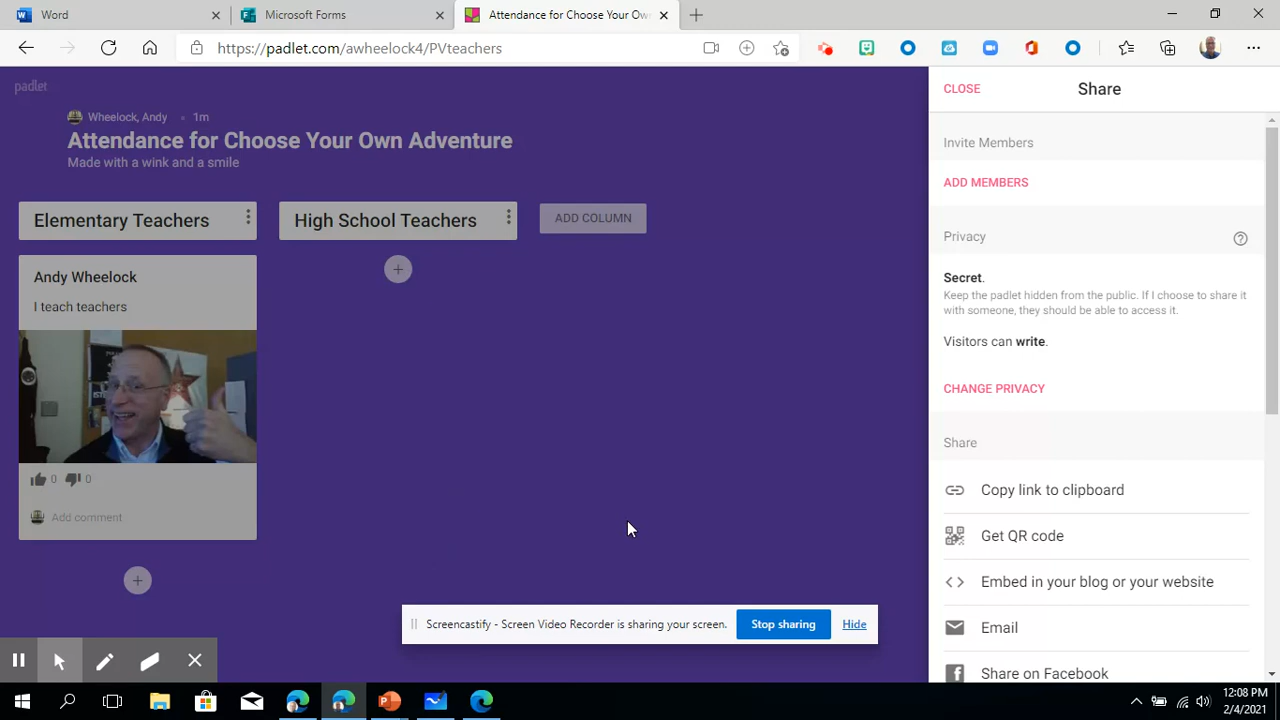 Word
Microsoft Forms
Attendance for Choose Your Ow
https://padlet.com/awheelock4/PVteachers
padlet
Wheelock, Andy • 1m
Attendance for Choose Your Own Adventure
Made with a wink and a smile
Elementary Teachers
High School Teachers
ADD COLUMN
Andy Wheelock
I teach teachers
0 0
Add comment
CLOSE
Share
Invite Members
ADD MEMBERS
Privacy
Secret.
Keep the padlet hidden from the public. If I choose to share it
with someone, they should be able to access it.
Visitors can write.
CHANGE PRIVACY
Share
Copy link to clipboard
Get QR code
Embed in your blog or your website
Email
Share on Facebook
Screencastify - Screen Video Recorder is sharing your screen.
Stop sharing
Hide
12:08 PM
2/4/2021